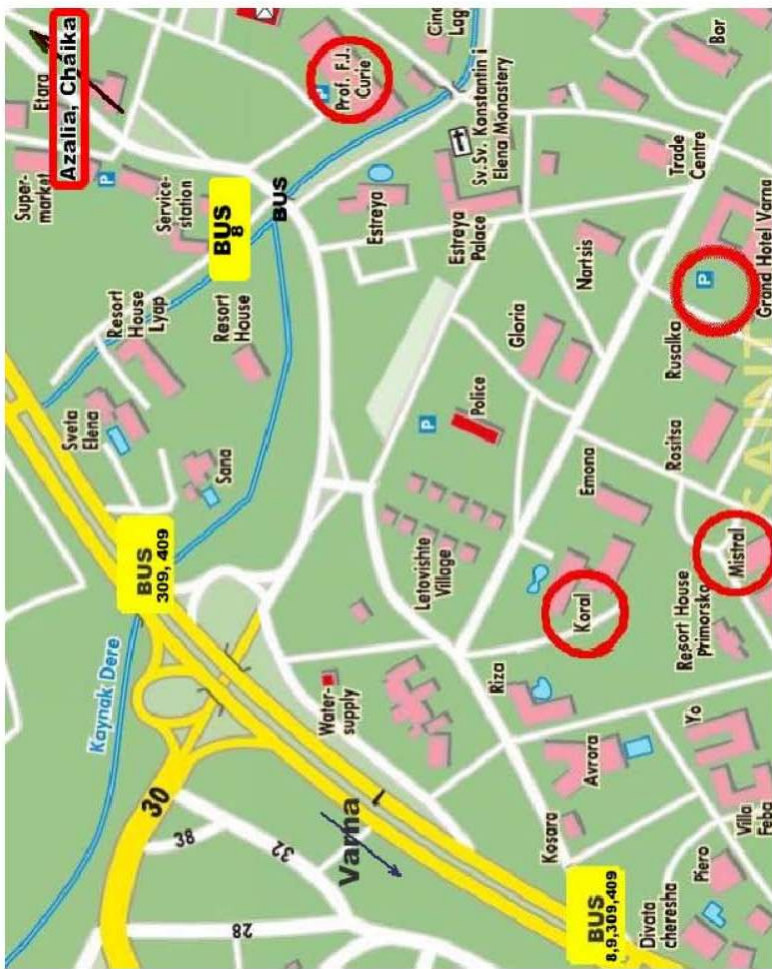 Etara
Azalia, Chaika
Super-
market
Service-
station
BUS
8
BUS
Prof. F.J.
Curie
P
Cine
Lag
Sv.Sv. Konstantin i
Elena Monastery
Bor
Resort
House
Lyap
Resort
House
Estreya
Estreya
Palace
Trade
Centre
Nartsis
Grand Hotel Varna
P
Sveta
Elena
Sana
Gloria
Rusalka
Police
P
Rositsa
SAINT
BUS
309, 409
Kaynak Dere
Letovishte
Village
Emona
Koral
Mistral
Resort House
Primorsko
Water-
supply
Riza
Avrora
Yo
30
38
32
28
Varna
Kosara
Villa
Feba
Piero
Divata
cheresha
BUS
8,9,309,409
P